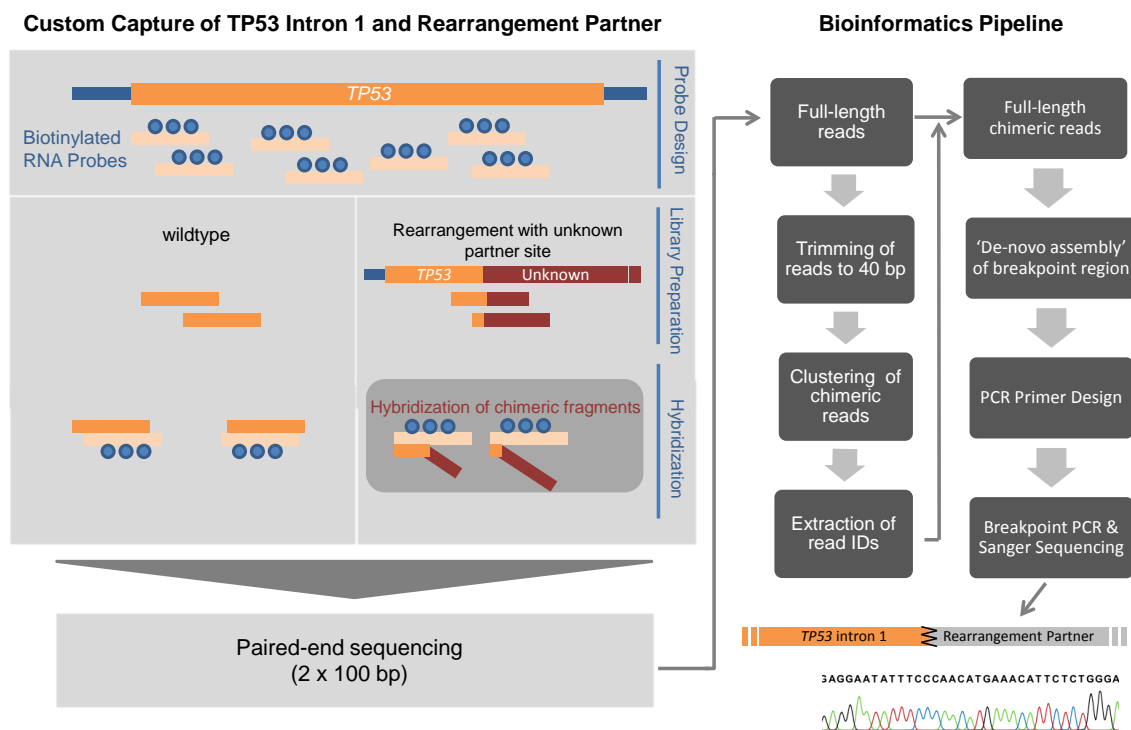 Custom Capture of TP53 Intron 1 and Rearrangement Partner
TP53
Biotinylated
RNA Probes
Probe Design
wildtype
Rearrangement with unknown
partner site
TP53
Unknown
Library Preparation
Hybridization of chimeric fragments
Hybridization
Paired-end sequencing
(2 x 100 bp)
Bioinformatics Pipeline
Full-length
reads
Trimming of
reads to 40 bp
Clustering of
chimeric
reads
Extraction of
read IDs
Full-length
chimeric reads
‘De-novo assembly’
of breakpoint
region
PCR Primer Design
Breakpoint PCR &
Sanger Sequencing
TP53 intron 1
Rearrangement Partner
GAGGAATATTTCCCAACATGAAACATTCTCTGGGA